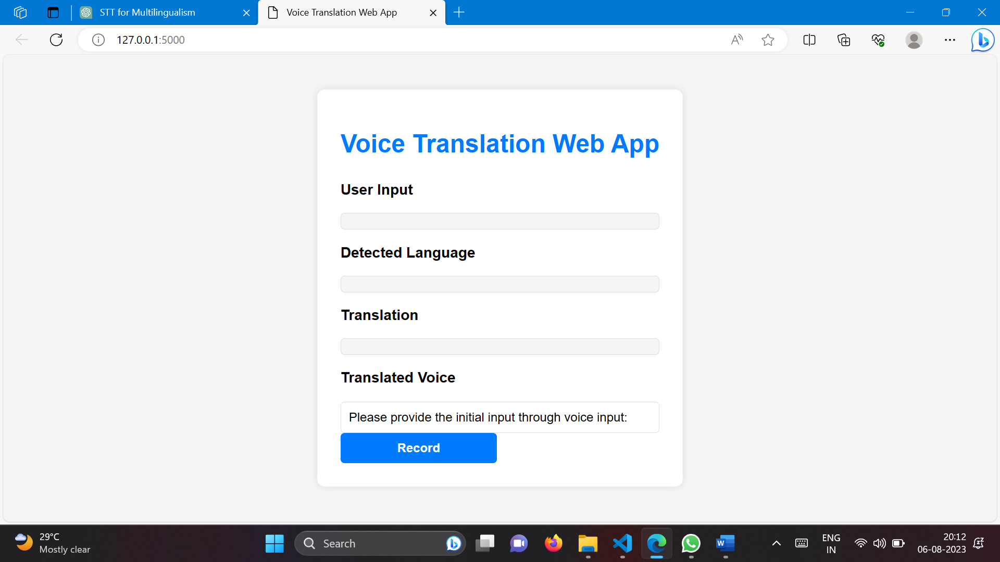 STT for Multilingualism
Voice Translation Web App
127.0.0.1:5000
Voice Translation Web App
User Input
Detected Language
Translation
Translated Voice
Please provide the initial input through voice input:
Record
29°C
Mostly clear
Search
ENG
IN
20:12
06-08-2023